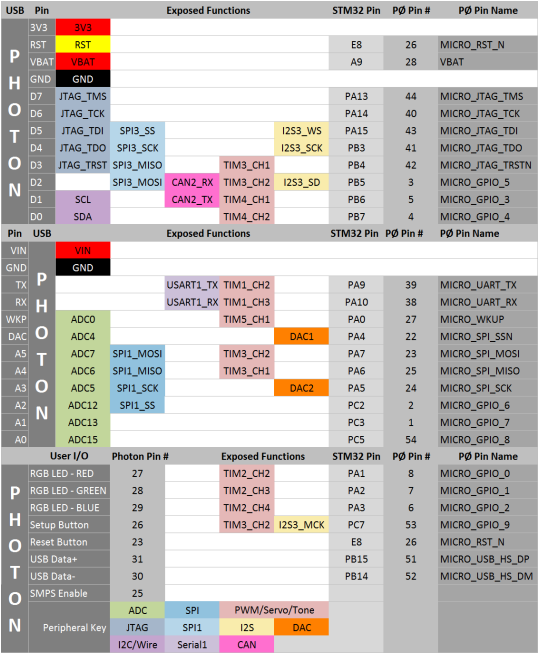 USB Pin Exposed Functions STM32 Pin PØ Pin # PØ Pin Name
PHOTON
3V3 3V3
RST RST E8 26 MICRO_RST_N
VBAT VBAT A9 28 VBAT
GND GND
D7 JTAG_TMS PA13 44 MICRO_JTAG_TMS
D6 JTAG_TCK PA14 40 MICRO_JTAG_TCK
D5 JTAG_TDI SPI3_SS I2S3_WS PA15 43 MICRO_JTAG_TDI
D4 JTAG_TDO SPI3_SCK I2S3_SCK PB3 41 MICRO_JTAG_TDO
D3 JTAG_TRST SPI3_MISO TIM3_CH1 PB4 42 MICRO_JTAG_TRSTN
D2 SPI3_MOSI CAN2_RX TIM3_CH2 I2S3_SD PB5 3 MICRO_GPIO_5
D1 SCL CAN2_TX TIM4_CH1 PB6 5 MICRO_GPIO_3
D0 SDA TIM4_CH2 PB7 4 MICRO_GPIO_4
Pin USB Exposed Functions STM32 Pin PØ Pin # PØ Pin Name
PHOTON
VIN VIN
GND GND
TX USART1_TX TIM1_CH2 PA9 39 MICRO_UART_TX
RX USART1_RX TIM1_CH3 PA10 38 MICRO_UART_RX
WKP ADC0 TIM5_CH1 PA0 27 MICRO_WKUP
DAC ADC4 DAC1 PA4 22 MICRO_SPI_SSN
A5 ADC7 SPI1_MOSI TIM3_CH2 PA7 23 MICRO_SPI_MOSI
A4 ADC6 SPI1_MISO TIM3_CH1 PA6 25 MICRO_SPI_MISO
A3 ADC5 SPI1_SCK DAC2 PA5 24 MICRO_SPI_SCK
A2 ADC12 SPI1_SS PC2 2 MICRO_GPIO_6
A1 ADC13 PC3 1 MICRO_GPIO_7
A0 ADC15 PC5 54 MICRO_GPIO_8
User I/O Photon Pin # Exposed Functions STM32 Pin PØ Pin # PØ Pin Name
PHOTON
RGB LED - RED 27 TIM2_CH2 PA1 8 MICRO_GPIO_0
RGB LED - GREEN 28 TIM2_CH3 PA2 7 MICRO_GPIO_1
RGB LED - BLUE 29 TIM2_CH4 PA3 6 MICRO_GPIO_2
Setup Button 26 TIM3_CH2 I2S3_MCK PC7 53 MICRO_GPIO_9
Reset Button 23 E8 26 MICRO_RST_N
USB Data+ 31 PB15 51 MICRO_USB_HS_DP
USB Data- 30 PB14 52 MICRO_USB_HS_DM
SMPS Enable 25
ADC SPI PWM/Servo/Tone
Peripheral Key JTAG SPI1 I2S DAC
I2C/Wire Serial1 CAN